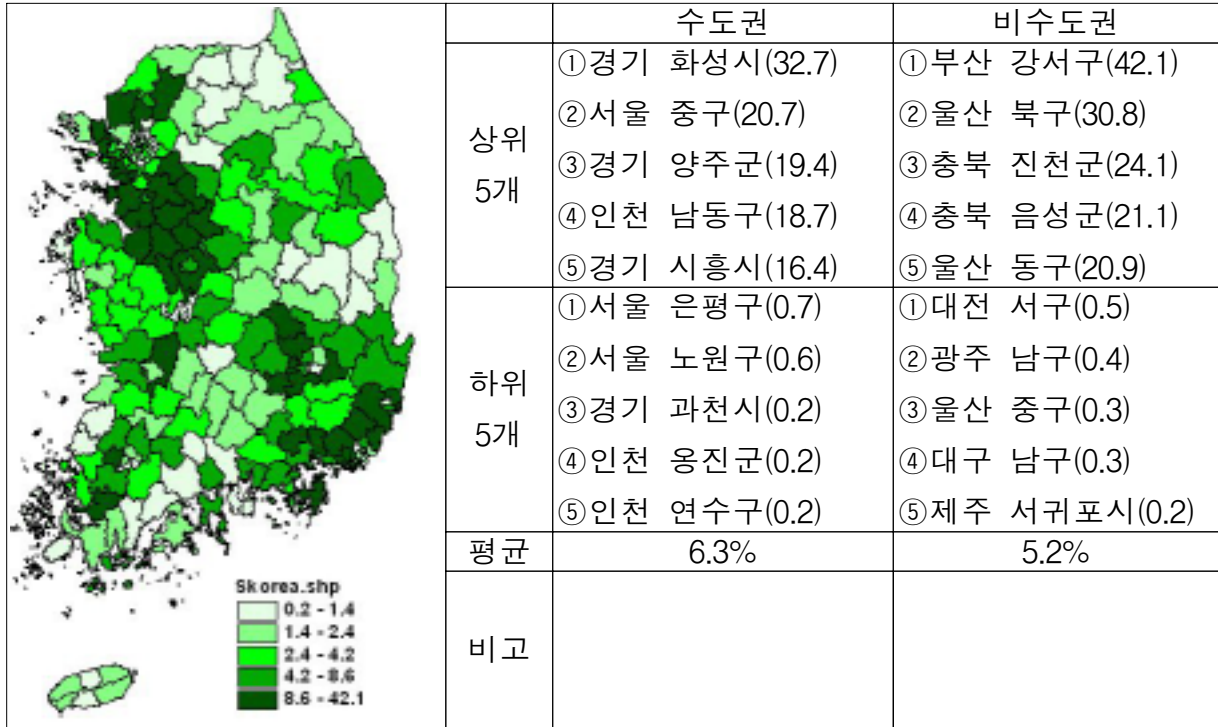 수도권 비수도권
상위 5개
①경기 화성시(32.7) ①부산 강서구(42.1)
②서울 중구(20.7) ②울산 북구(30.8)
③경기 양주군(19.4) ③충북 진천군(24.1)
④인천 남동구(18.7) ④충북 음성군(21.1)
⑤경기 시흥시(16.4) ⑤울산 동구(20.9)
하위 5개
①서울 은평구(0.7) ①대전 서구(0.5)
②서울 노원구(0.6) ②광주 남구(0.4)
③경기 과천시(0.2) ③울산 중구(0.3)
④인천 옹진군(0.2) ④대구 남구(0.3)
⑤인천 연수구(0.2) ⑤제주 서귀포시(0.2)
평균 6.3% 5.2%
비고
Skorea.shp
0.2 - 1.4
1.4 - 2.4
2.4 - 4.2
4.2 - 8.6
8.6 - 42.1